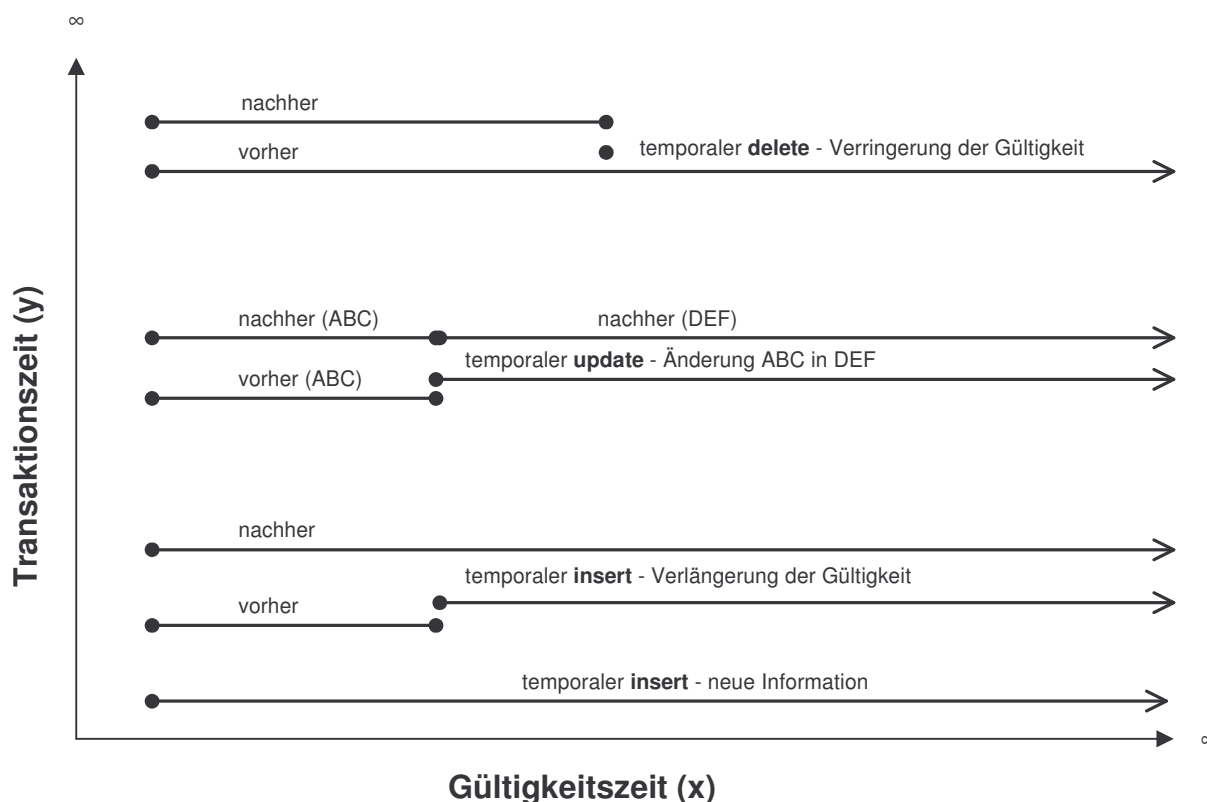 ∞
nachher
vorher
temporaler delete - Verringerung der Gültigkeit
nachher (ABC)
nachher (DEF)
temporaler update - Änderung ABC in DEF
vorher (ABC)
Transaktionszeit (y)
nachher
temporaler insert - Verlängerung der Gültigkeit
vorher
temporaler insert - neue Information
Gültigkeitszeit (x)